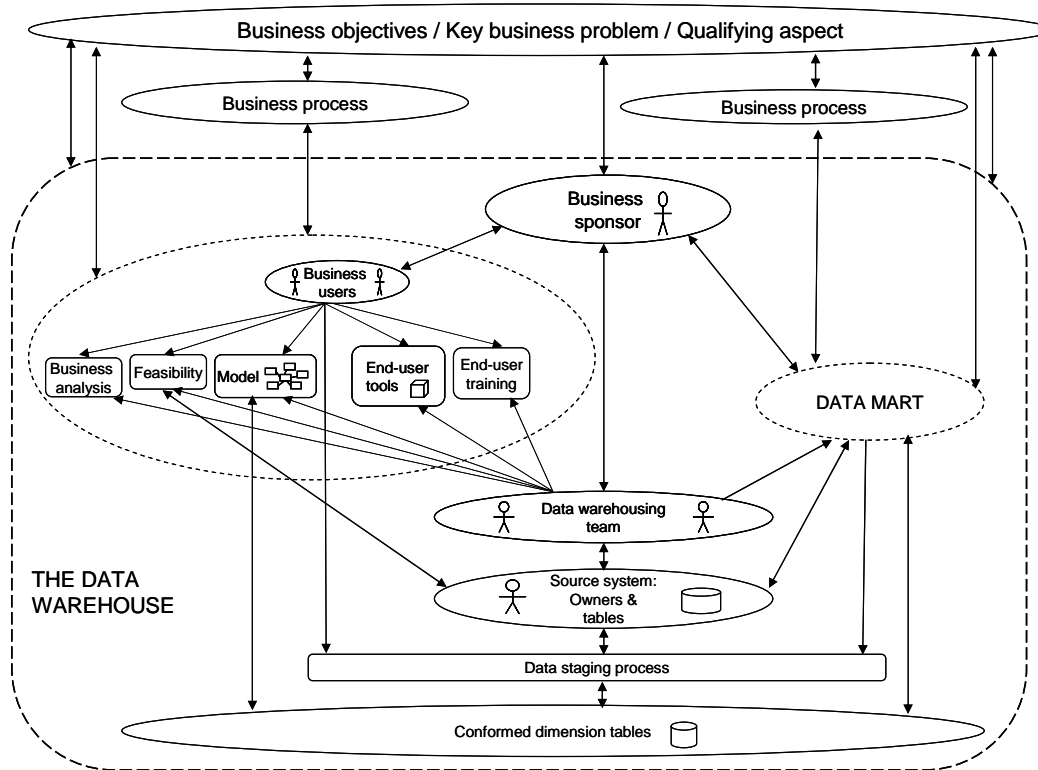 Business objectives / Key business problem / Qualifying aspect
Business process
Business process
Business
sponsor
Business
users
Business
analysis
Feasibility
Model
End-user
tools
End-user
training
DATA MART
Data warehousing
team
THE DATA
WAREHOUSE
Source system:
Owners &
tables
Data staging process
Conformed dimension tables